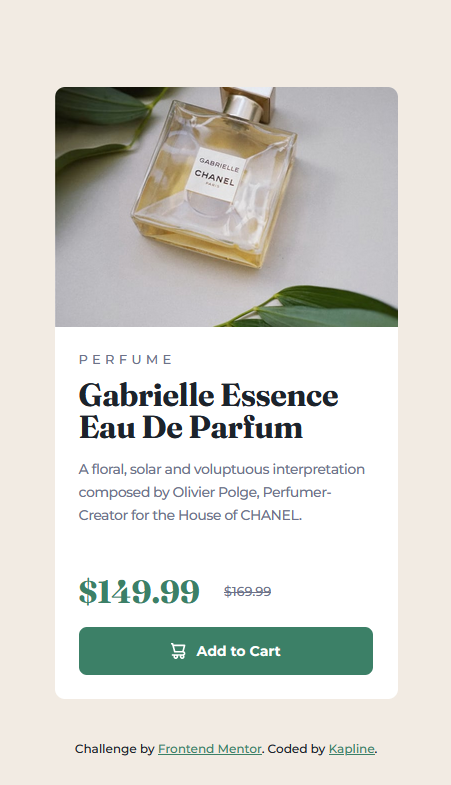 GABRIELLE
CHANEL
PARIS
PERFUME
Gabrielle Essence
Eau De Parfum
A floral, solar and voluptuous interpretation
composed by Olivier Polge, Perfumer-
Creator for the House of CHANEL.
$149.99 $169.99
Add to Cart
Challenge by Frontend Mentor. Coded by Kapline.